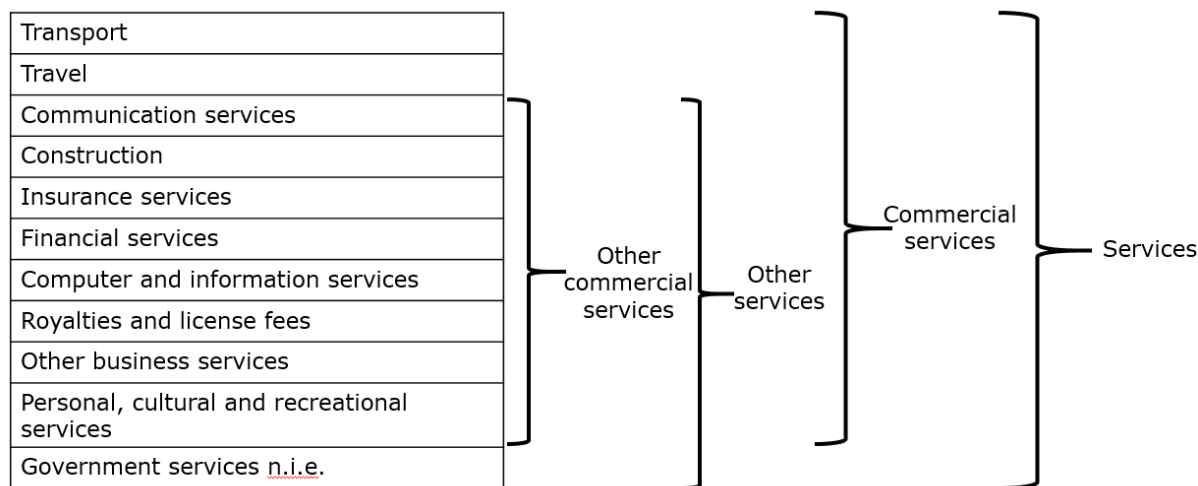 Transport
Travel
Communication services
Construction
Insurance services
Financial services
Computer and information services
Royalties and license fees
Other business services
Personal, cultural and recreational
services
Government services n.i.e.
Other
commercial
services
Other
services
Commercial
services
Services